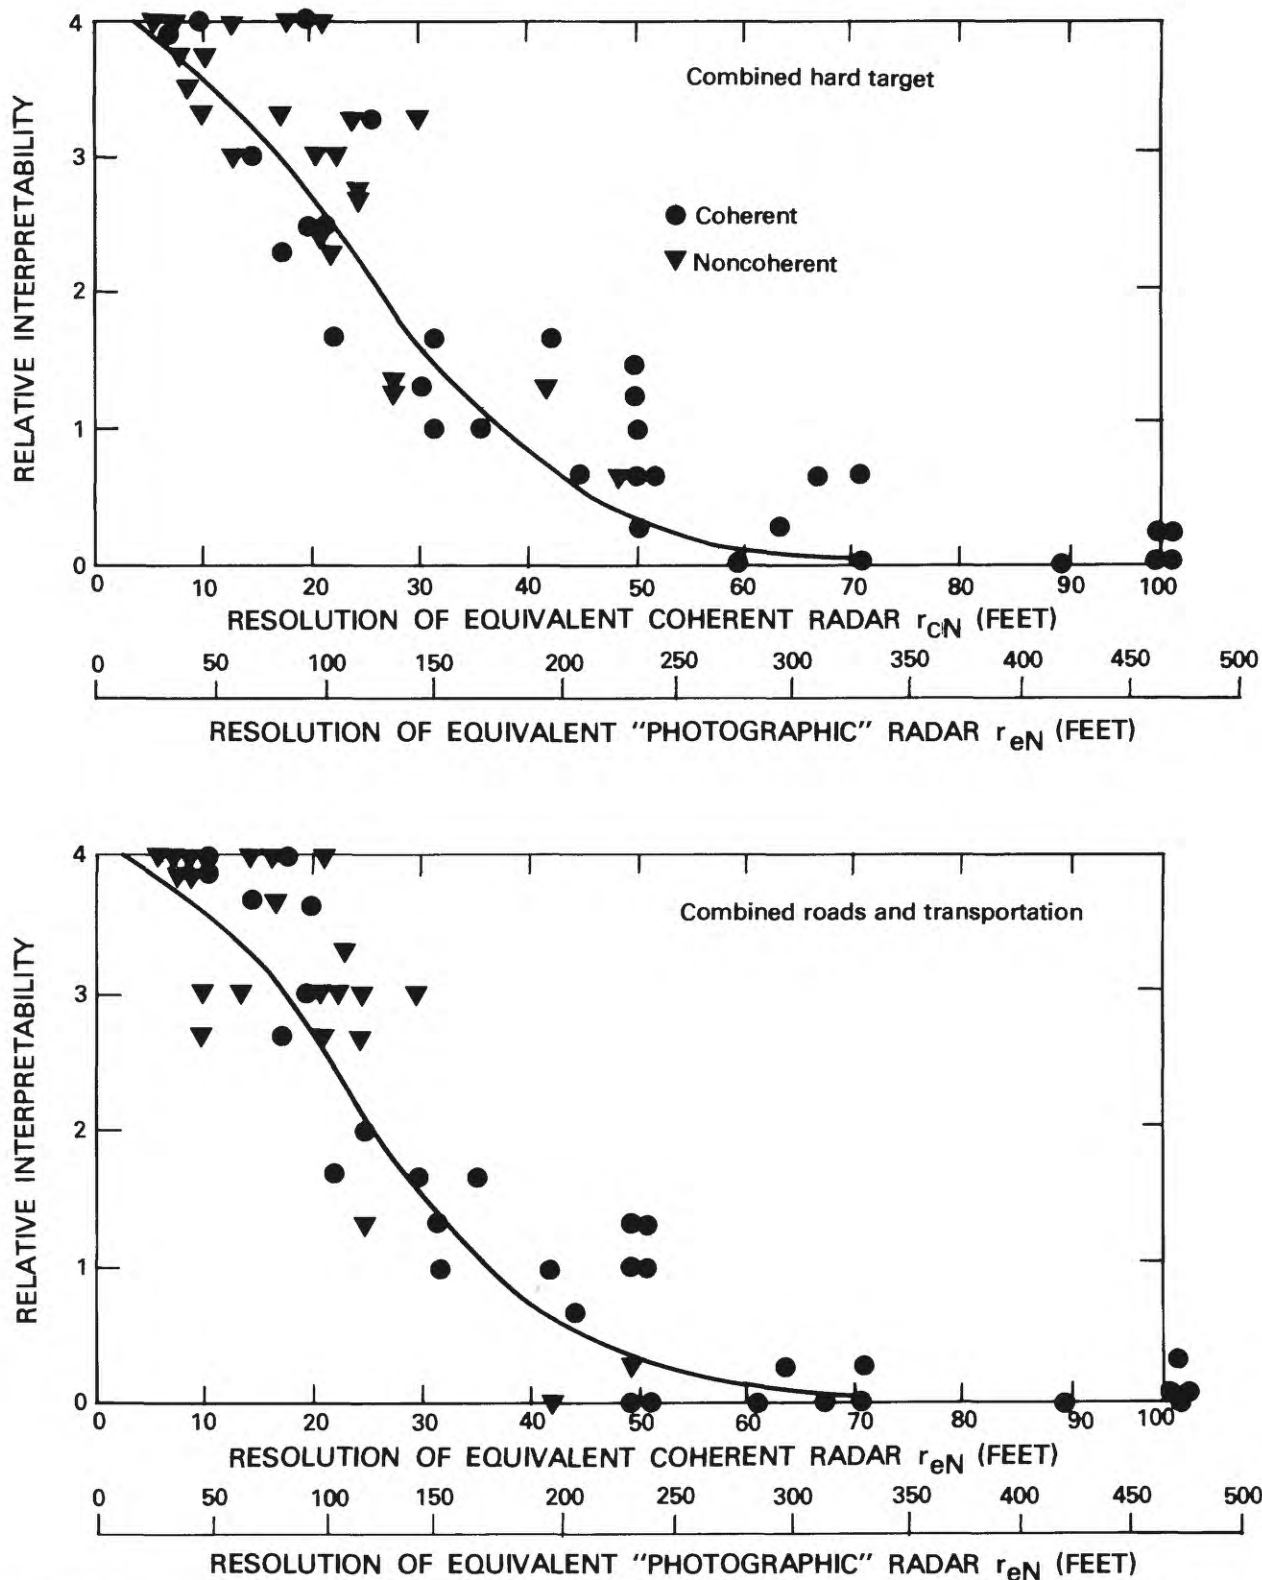 4
Combined hard target
3
Coherent
Noncoherent
2
1
0
RELATIVE INTERPRETABILITY
0 10 20 30 40 50 60 70 80 90 100
RESOLUTION OF EQUIVALENT COHERENT RADAR rcN (FEET)
0 50 100 150 200 250 300 350 400 450 500
RESOLUTION OF EQUIVALENT "PHOTOGRAPHIC" RADAR reN (FEET)
4
Combined roads and transportation
3
2
1
0
RELATIVE INTERPRETABILITY
10 20 30 40 50 60 70 80 90 100
RESOLUTION OF EQUIVALENT COHERENT RADAR reN (FEET)
0 50 100 150 200 250 300 350 400 450 500
RESOLUTION OF EQUIVALENT "PHOTOGRAPHIC" RADAR reN (FEET)